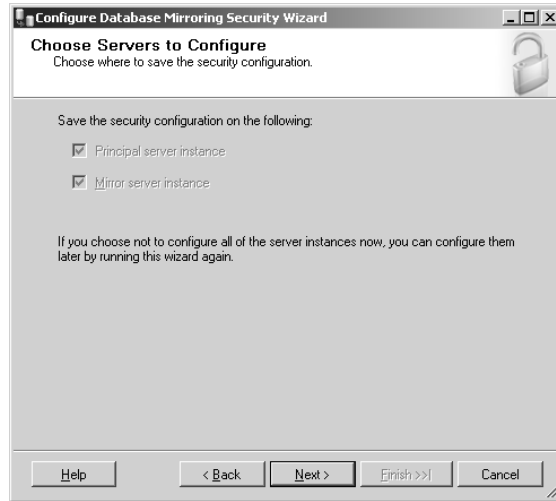 Configure Database Mirroring Security Wizard
Choose Servers to Configure
Choose where to save the security configuration.
Save the security configuration on the following:
Principal server instance
Mirror server instance
If you choose not to configure all of the server instances now, you can configure them
later by running this wizard again.
Help
< Back
Next >
Finish >>|
Cancel